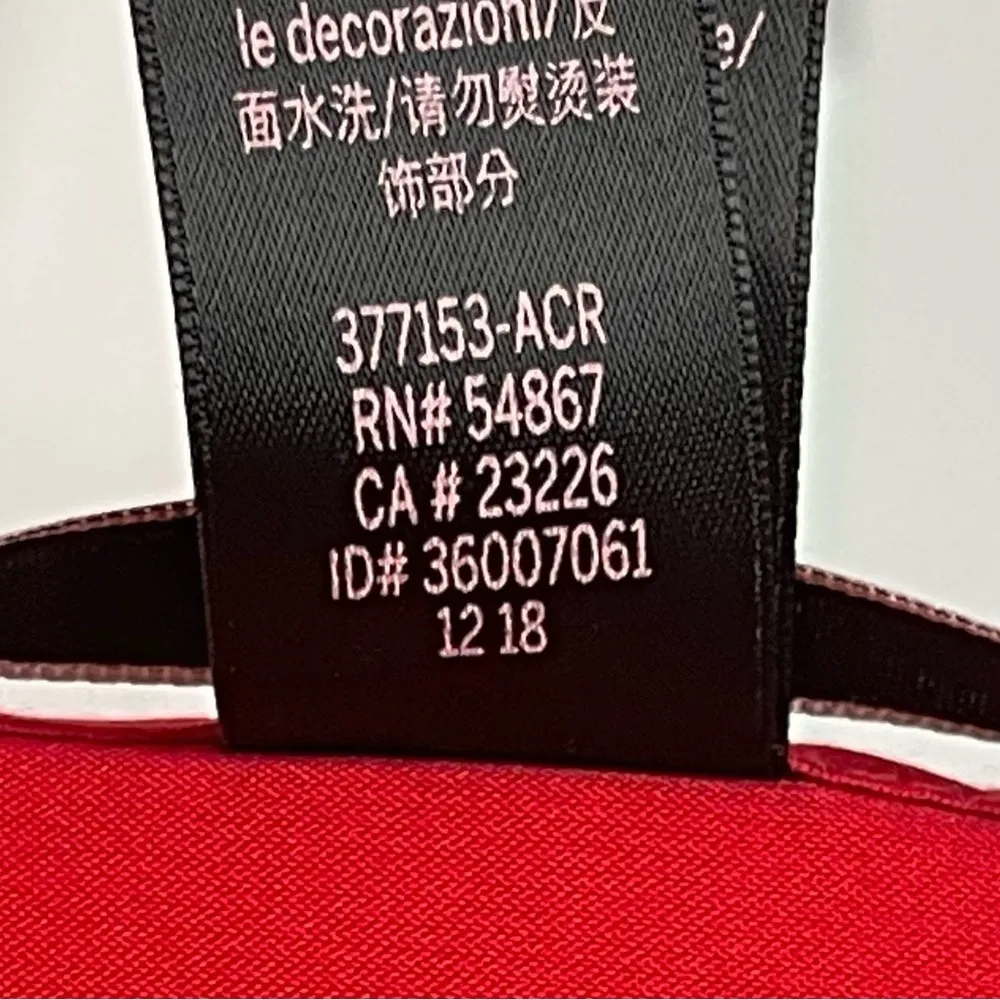 le decorazioni/反
e/
面水洗/请勿熨烫装
饰部分
377153-ACR
RN# 54867
CA # 23226
ID# 36007061
12 18